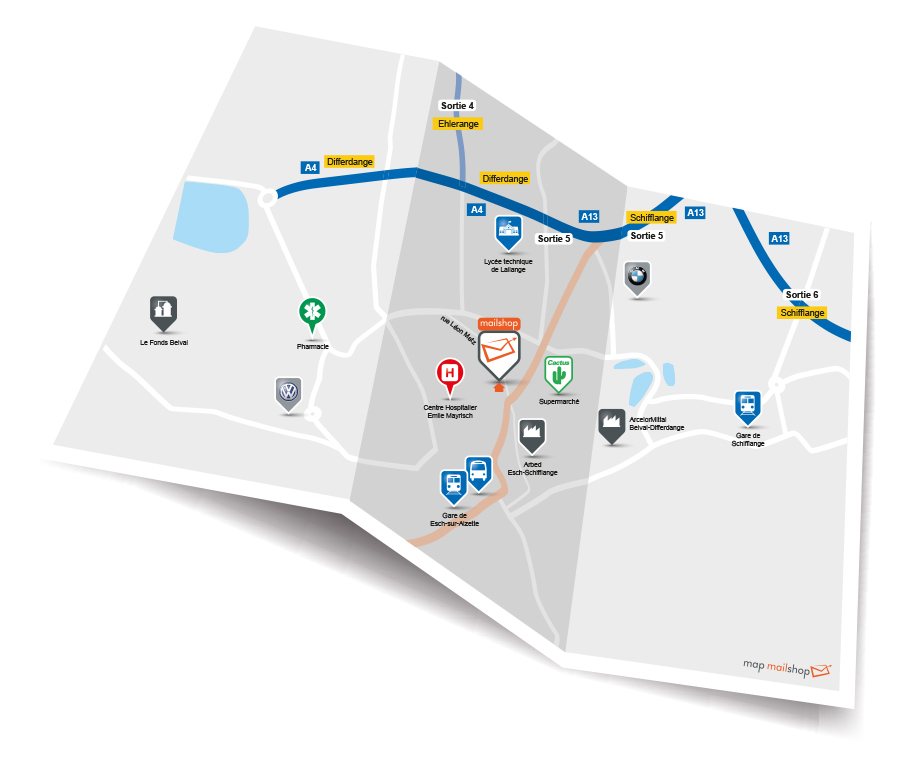 Sortie 4
Ehlerange
A4
Differdange
Differdange
A4
A13
Schifflange
A13
Sortie 5
Sortie 5
A13
Lycée technique
de Lallange
Sortie 6
Schifflange
Le Fonds Belval
Pharmacie
rue Léon Metz
mailshop
Cactus
Supermarché
H
Centre Hospitalier
Emile Mayrisch
ArcelorMittal
Belval-Differdange
Gare de
Schifflange
Arbed
Esch-Schifflange
Gare de
Esch-sur-Alzette
map mailshop